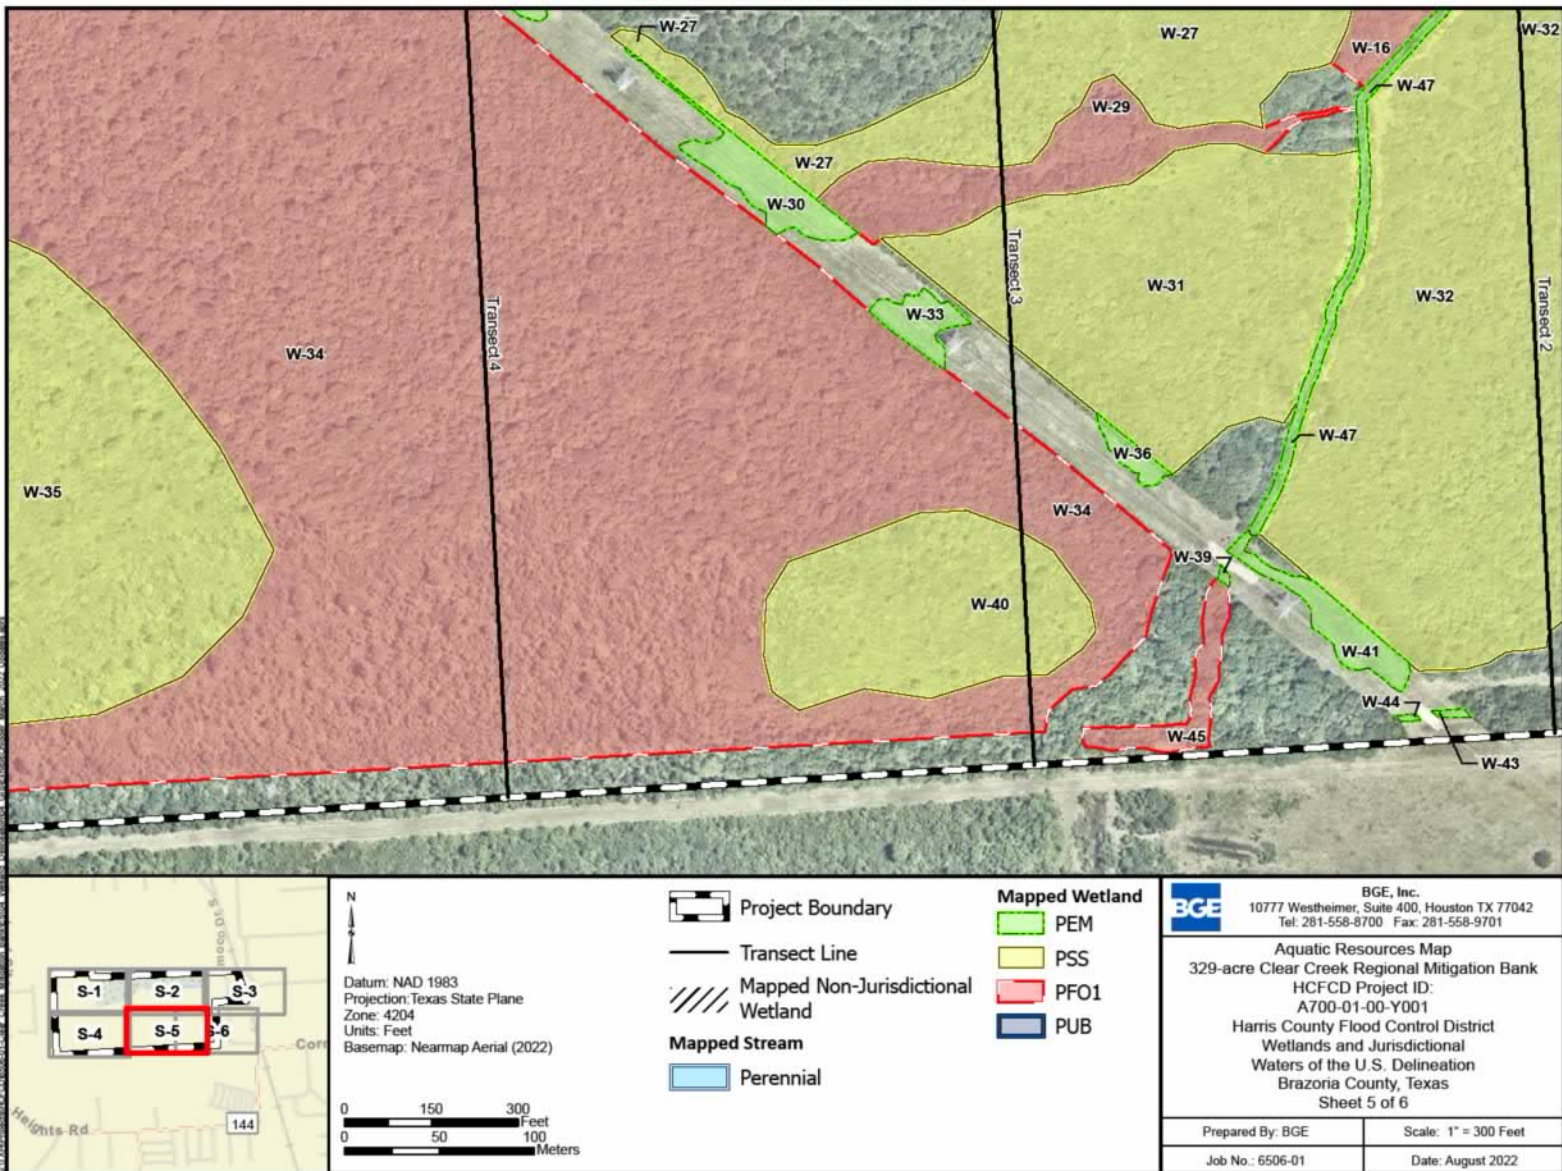 W-27
W-27
W-32
W-16
W-47
W-29
W-27
W-30
Transect 3
W-31
W-32
Transect 2
W-33
W-34
Transect 4
W-47
W-36
W-35
W-34
W-39
W-40
W-41
W-44
W-45
W-43
S-1
S-2
S-3
S-4
S-5
S-6
144
Heights Rd
N
Datum: NAD 1983
Projection:Texas State Plane
Zone: 4204
Units: Feet
Basemap: Nearmap Aerial (2022)
0 150 300
Feet
0 50 100
Meters
Project Boundary
Transect Line
Mapped Non-Jurisdictional
Wetland
Mapped Stream
Perennial
Mapped Wetland
PEM
PSS
PFO1
PUB
BGE
BGE, Inc.
10777 Westheimer, Suite 400, Houston TX 77042
Tel: 281-558-8700 Fax: 281-558-9701
Aquatic Resources Map
329-acre Clear Creek Regional Mitigation Bank
HCFCD Project ID:
A700-01-00-Y001
Harris County Flood Control District
Wetlands and Jurisdictional
Waters of the U.S. Delineation
Brazoria County, Texas
Sheet 5 of 6
Prepared By: BGE
Scale: 1" = 300 Feet
Job No.: 6506-01
Date: August 2022